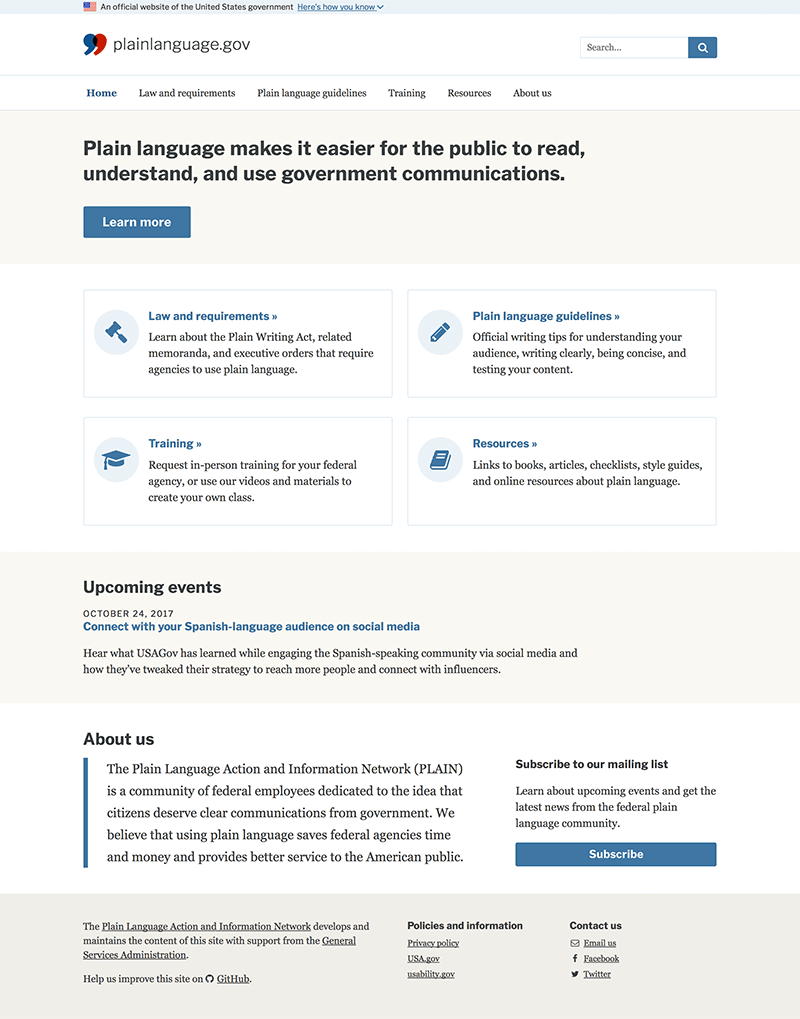 An official website of the United States government Here's how you know
plainlanguage.gov
Search...
Home Law and requirements Plain language guidelines Training Resources About us
Plain language makes it easier for the public to read,
understand, and use government communications.
Learn more
Law and requirements »
Learn about the Plain Writing Act, related
memoranda, and executive orders that require
agencies to use plain language.
Plain language guidelines »
Official writing tips for understanding your
audience, writing clearly, being concise, and
testing your content.
Training »
Request in-person training for your federal
agency, or use our videos and materials to
create your own class.
Resources »
Links to books, articles, checklists, style guides,
and online resources about plain language.
Upcoming events
OCTOBER 24, 2017
Connect with your Spanish-language audience on social media
Hear what USAGov has learned while engaging the Spanish-speaking community via social media and
how they've tweaked their strategy to reach more people and connect with influencers.
About us
The Plain Language Action and Information Network (PLAIN)
is a community of federal employees dedicated to the idea that
citizens deserve clear communications from government. We
believe that using plain language saves federal agencies time
and money and provides better service to the American public.
Subscribe to our mailing list
Learn about upcoming events and get the
latest news from the federal plain
language community.
Subscribe
The Plain Language Action and Information Network develops and
maintains the content of this site with support from the General
Services Administration.
Help us improve this site on GitHub.
Policies and information
Privacy policy
USA.gov
usability.gov
Contact us
Email us
Facebook
Twitter